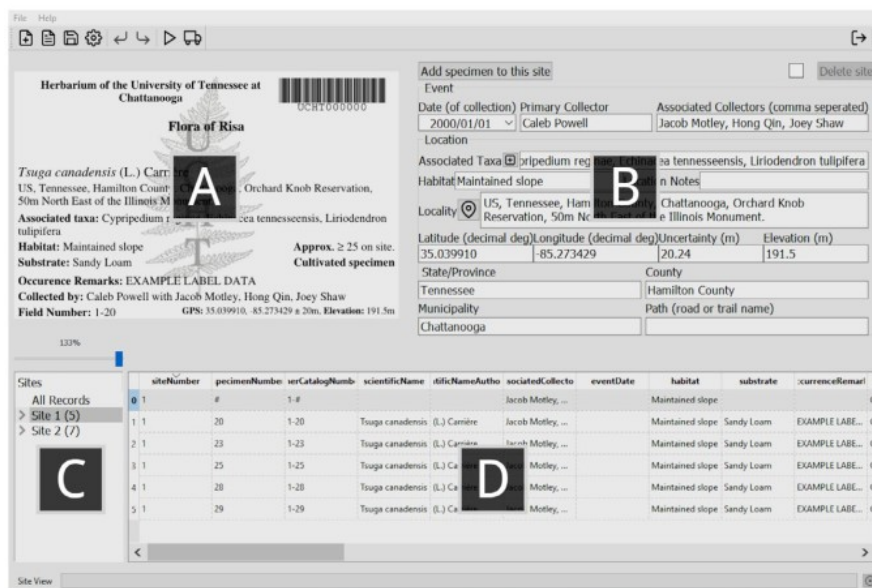 File Help
Herbarium of the University of Tennessee at
Chattanooga
UCHT000000
Flora of Risa
Tsuga canadensis (L.)
US, Tennessee, Hamilton Orchard Knob Reservation,
50m North East of the Illinois
Associated taxa: Cypripedium tennesseensis, Liriodendron
tulipifera
Habitat: Maintained slope Approx. ≥ 25 on site.
Substrate: Sandy Loam Cultivated specimen
Occurence Remarks: EXAMPLE LABEL DATA
Collected by: Caleb Powell with Jacob Motley, Hong Qin, Joey Shaw
Field Number: 1-20 GPS: 35.039910, -85.273429 ± 20m, Elevation: 191.5m
UCHT
A
133%
Add specimen to this site Delete site
Event
Date (of collection) Primary Collector Associated Collectors (comma seperated)
2000/01/01 Caleb Powell Jacob Motley, Hong Qin, Joey Shaw
Location
Associated Taxa tennesseensis, Liriodendron tulipifera
Habitat Maintained slope Notes
Locality US, Tennessee, Chattanooga, Orchard Knob
Reservation, 50m North East of the Illinois Monument.
B
Latitude (decimal deg) Longitude (decimal deg) Uncertainty (m) Elevation (m)
35.039910 -85.273429 20.24 191.5
State/Province County
Tennessee Hamilton County
Municipality Path (road or trail name)
Chattanooga
Sites
All Records
Site 1 (5)
Site 2 (7)
C
siteNumber pecimenNumber serCatalogNumb scientificName ntificNameAutho sociatedCollecto eventDate habitat substrate ccurrenceRemar
0 1 # 1-# Jacob Motley, ... Maintained slope
1 1 20 1-20 Tsuga canadensis (L.) Carrière Jacob Motley, ... Maintained slope Sandy Loam EXAMPLE LABE...
2 1 23 1-23 Tsuga canadensis (L.) Carrière Jacob Motley, ... Maintained slope Sandy Loam EXAMPLE LABE...
3 1 25 1-25 Tsuga canadensis (L.) Motley, ... Maintained slope Sandy Loam EXAMPLE LABE...
4 1 28 1-28 Tsuga canadensis (L.) Motley, ... Maintained slope Sandy Loam EXAMPLE LABE...
5 1 29 1-29 Tsuga canadensis (L.) Motley, ... Maintained slope Sandy Loam EXAMPLE LABE...
D
Site View